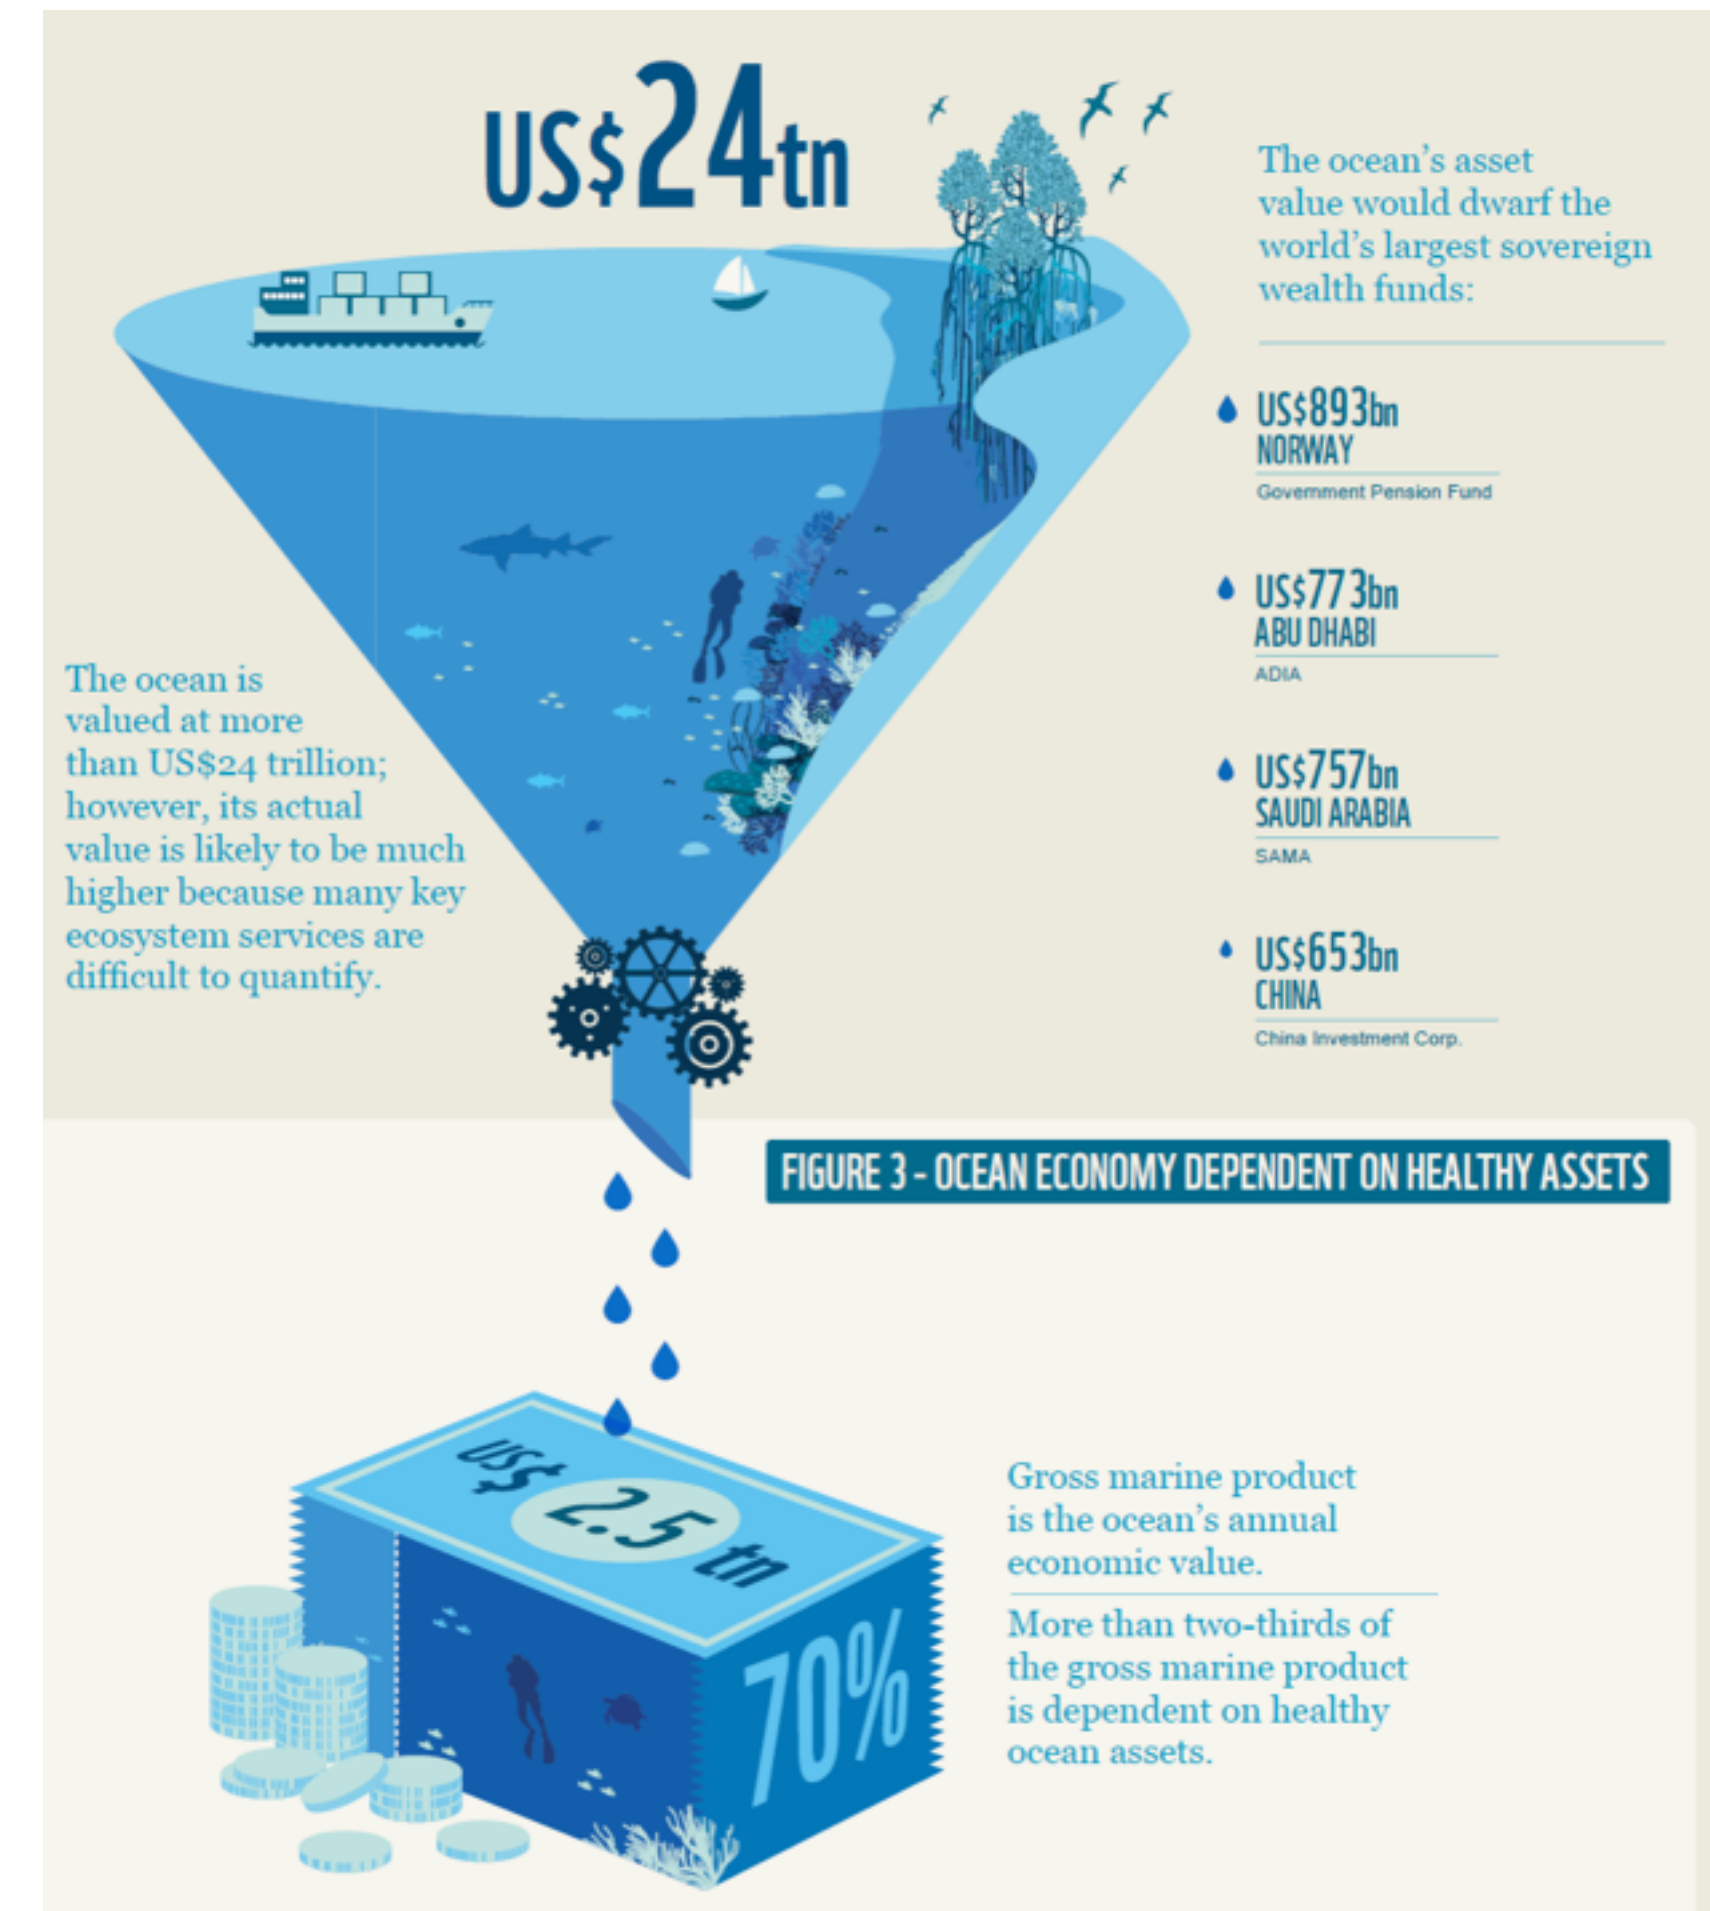 US$24tn
The ocean's asset
value would dwarf the
world's largest sovereign
wealth funds:
US$893bn
NORWAY
Government Pension Fund
US$773bn
ABU DHABI
ADIA
US$757bn
SAUDI ARABIA
SAMA
US$653bn
CHINA
China Investment Corp.
The ocean is
valued at more
than US$24 trillion;
however, its actual
value is likely to be much
higher because many key
ecosystem services are
difficult to quantify.
FIGURE 3 - OCEAN ECONOMY DEPENDENT ON HEALTHY ASSETS
US$ 2.5 tn
70%
Gross marine product
is the ocean's annual
economic value.
More than two-thirds of
the gross marine product
is dependent on healthy
ocean assets.